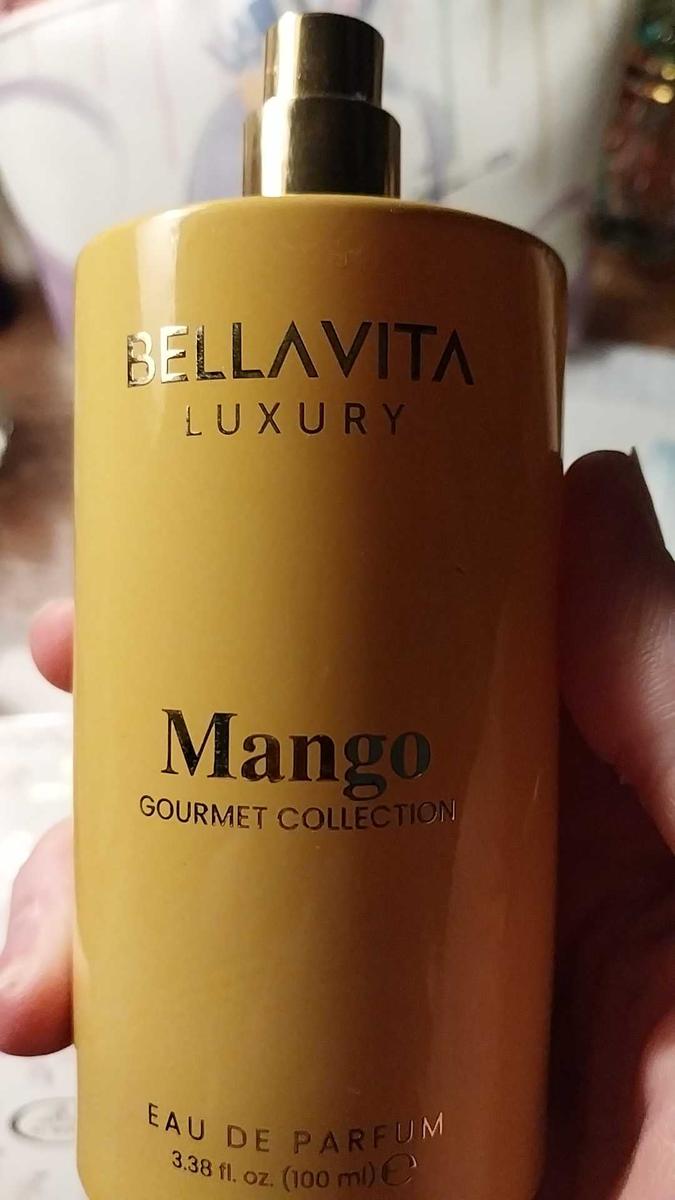 BELLAVITA
LUXURY
Mango
GOURMET COLLECTION
EAU DE PARFUM
3.38 fl. oz. (100 ml) ℮